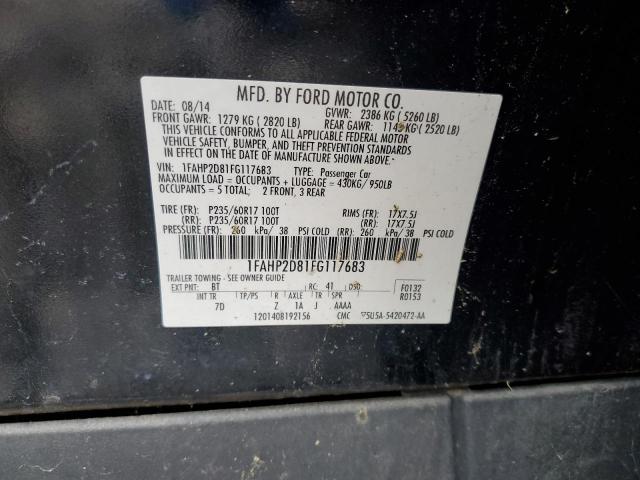 MFD. BY FORD MOTOR CO.
DATE: 08/14 GVWR: 2386 KG ( 5260 LB)
FRONT GAWR: 1279 KG ( 2820 LB) REAR GAWR: 1143 KG ( 2520 LB)
THIS VEHICLE CONFORMS TO ALL APPLICABLE FEDERAL MOTOR
VEHICLE SAFETY, BUMPER, AND THEFT PREVENTION STANDARDS
IN EFFECT ON THE DATE OF MANUFACTURE SHOWN ABOVE.
VIN: 1FAHP2D81FG117683 TYPE: Passenger Car
MAXIMUM LOAD = OCCUPANTS + LUGGAGE = 430KG/ 950LB
OCCUPANTS = 5 TOTAL: 2 FRONT, 3 REAR
TIRE (FR): P235/60R17 100T RIMS (FR): 17X7.5J
(RR): P235/60R17 100T (RR): 17X7.5J
PRESSURE (FR): 260 kPa/ 38 PSI COLD (RR): 260 kPa/ 38 PSI COLD
1FAHP2D81FG117683
TRAILER TOWING - SEE OWNER GUIDE
EXT PNT: BT RC: 41 DSO: F0132
INT TR TP/PS R AXLE TR SPR R0153
7D Z 1A J AAAA
1201408192156 CMC 5U5A-5420472-AA